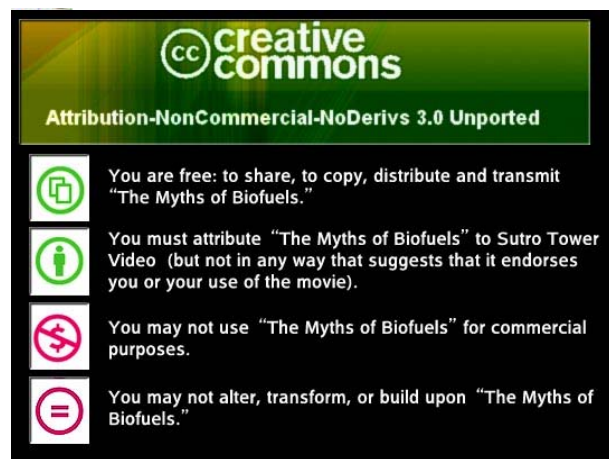 cc creative
commons
Attribution-NonCommercial-NoDerivs 3.0 Unported
You are free: to share, to copy, distribute and transmit
“The Myths of Biofuels.”
You must attribute “The Myths of Biofuels” to Sutro Tower
Video (but not in any way that suggests that it endorses
you or your use of the movie).
$
You may not use “The Myths of Biofuels” for commercial
purposes.
=
You may not alter, transform, or build upon “The Myths of
Biofuels.”